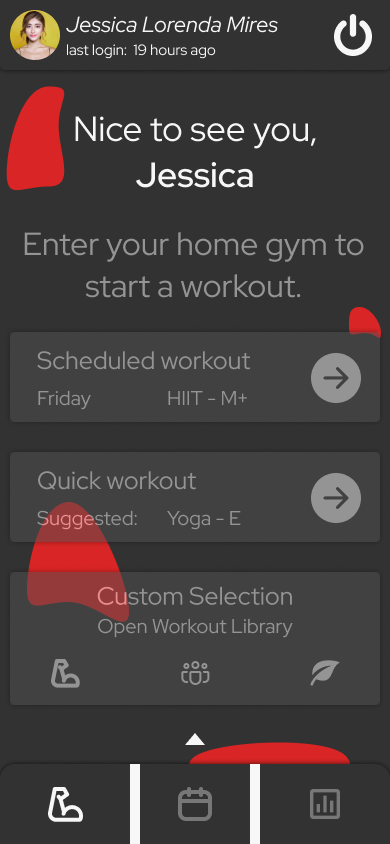 Jessica Lorenda Mires
last login: 19 hours ago
Nice to see you,
Jessica
Enter your home gym to
start a workout.
Scheduled workout
Friday HIIT - M+
Quick workout
Suggested: Yoga - E
Custom Selection
Open Workout Library